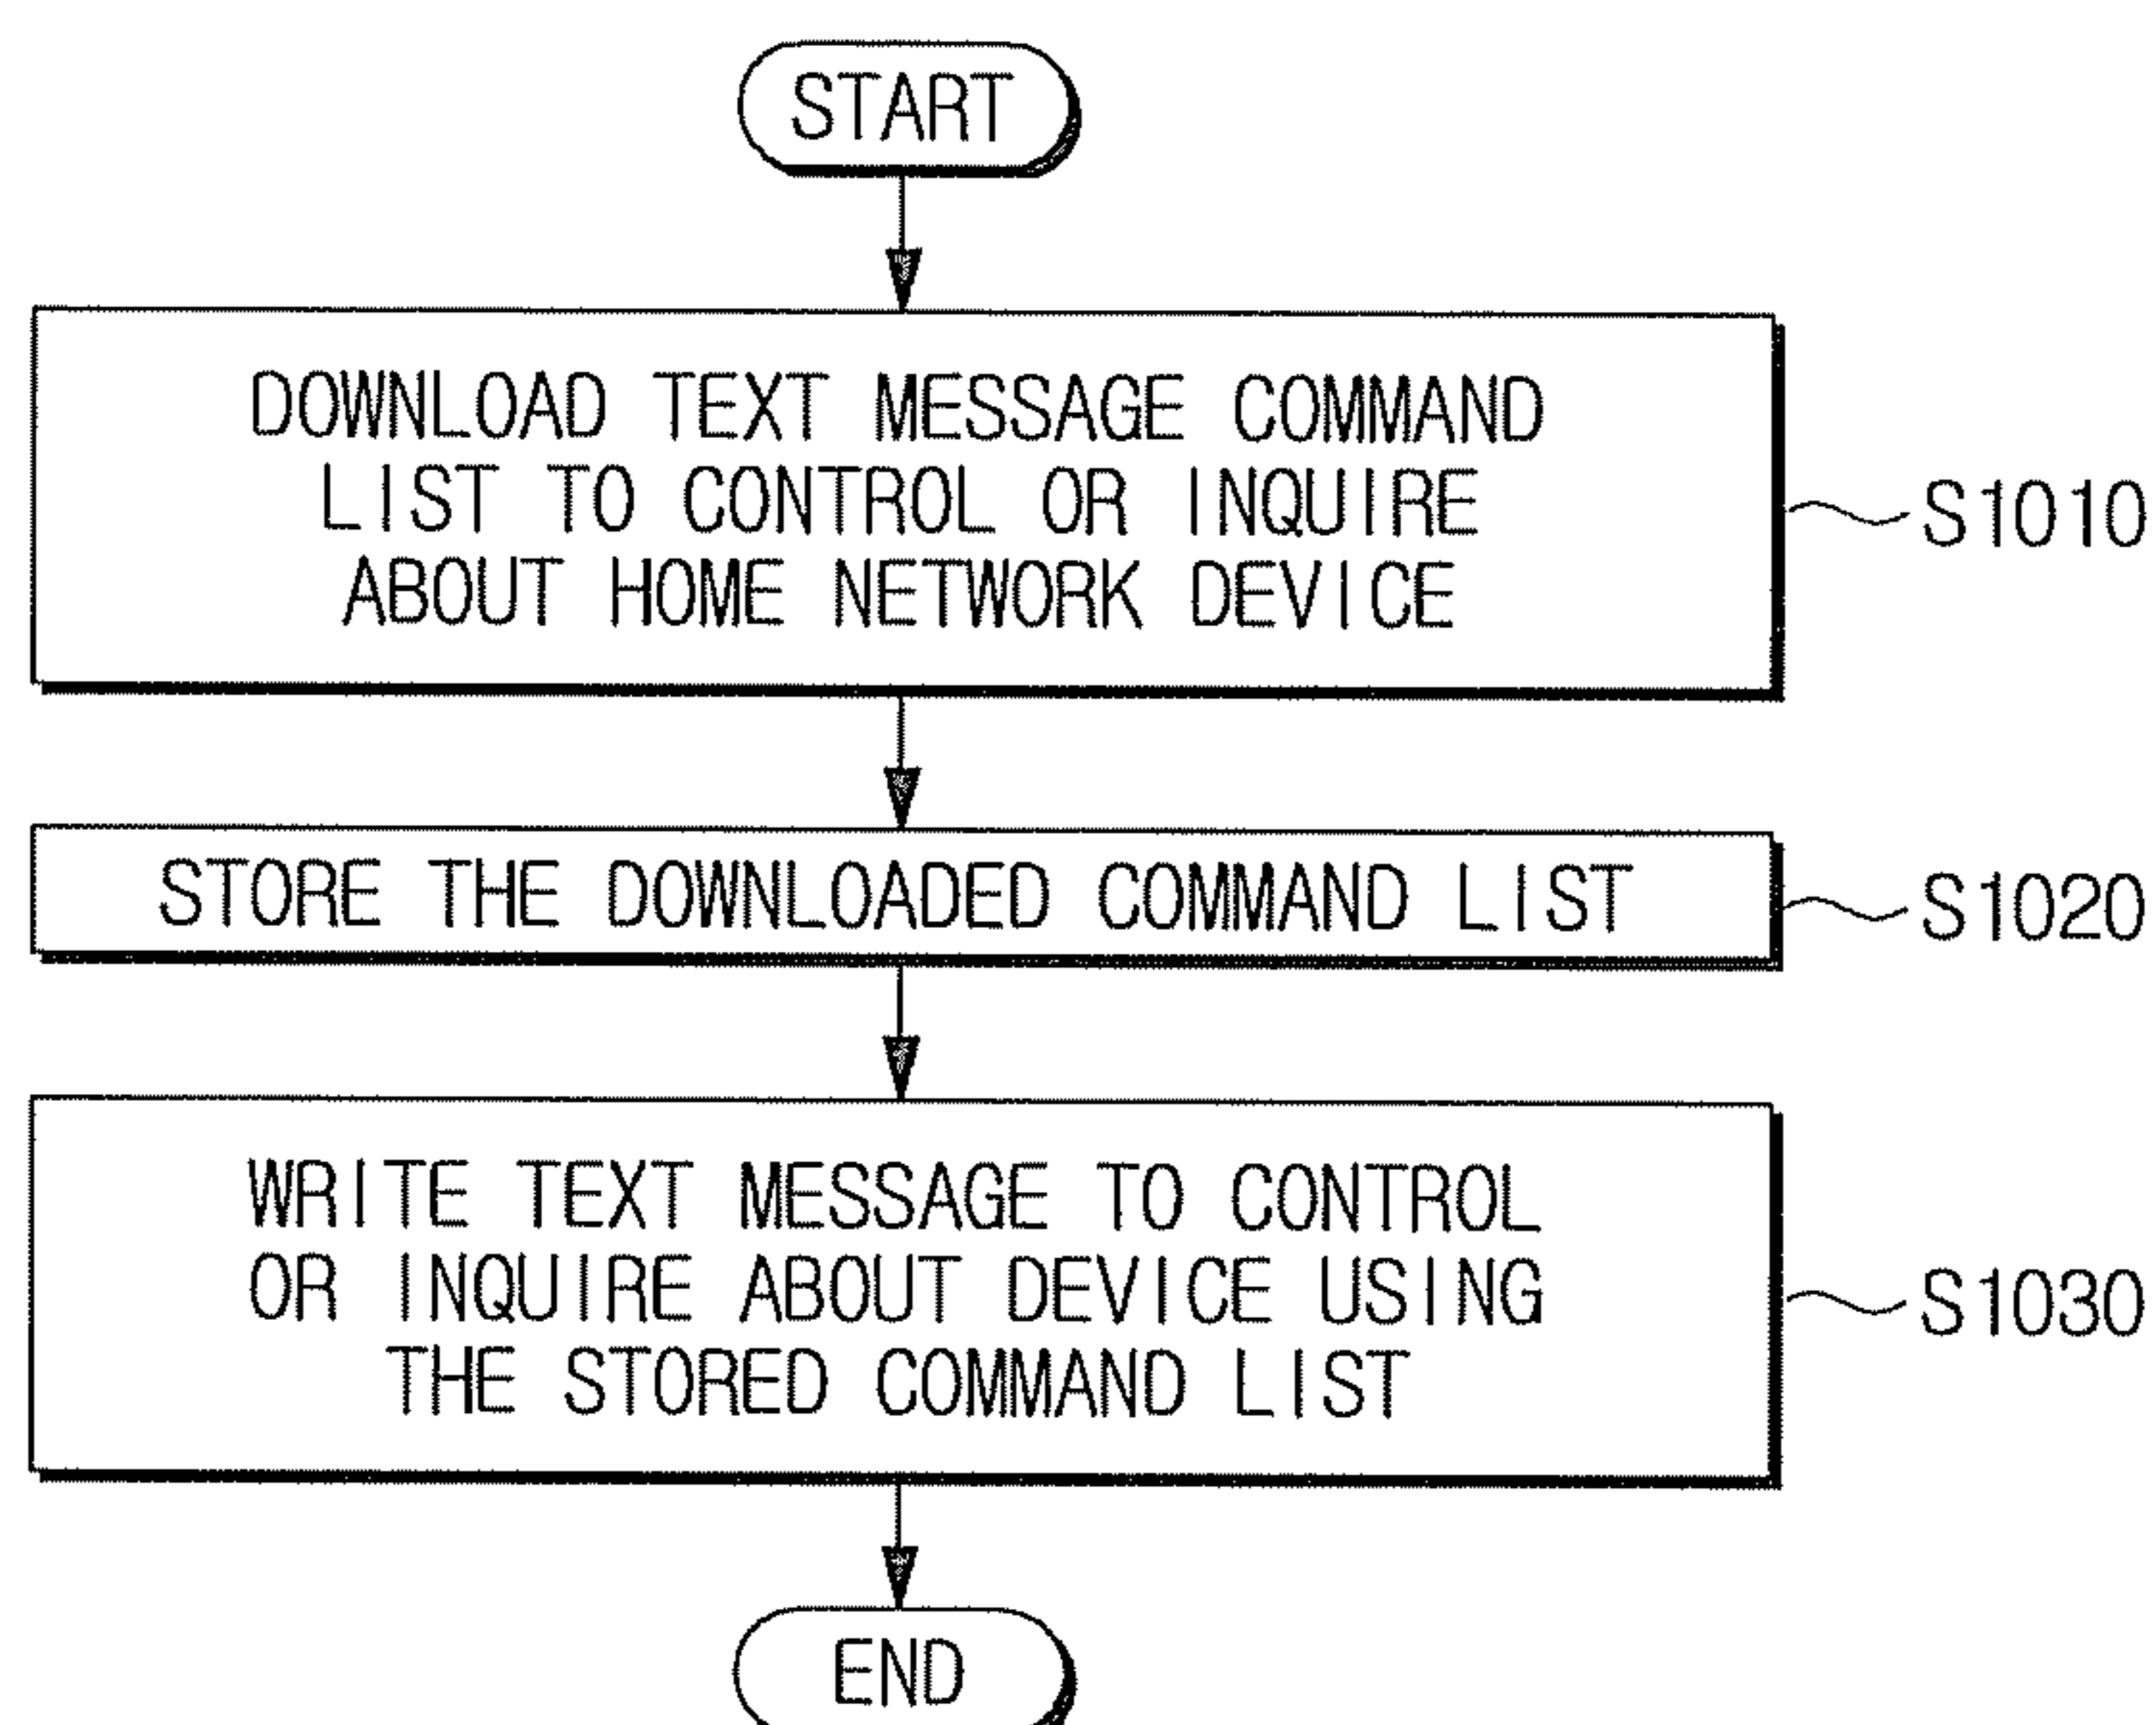 START
DOWNLOAD TEXT MESSAGE COMMAND
LIST TO CONTROL OR INQUIRE
ABOUT HOME NETWORK DEVICE
S1010
STORE THE DOWNLOADED COMMAND LIST
S1020
WRITE TEXT MESSAGE TO CONTROL
OR INQUIRE ABOUT DEVICE USING
THE STORED COMMAND LIST
S1030
END